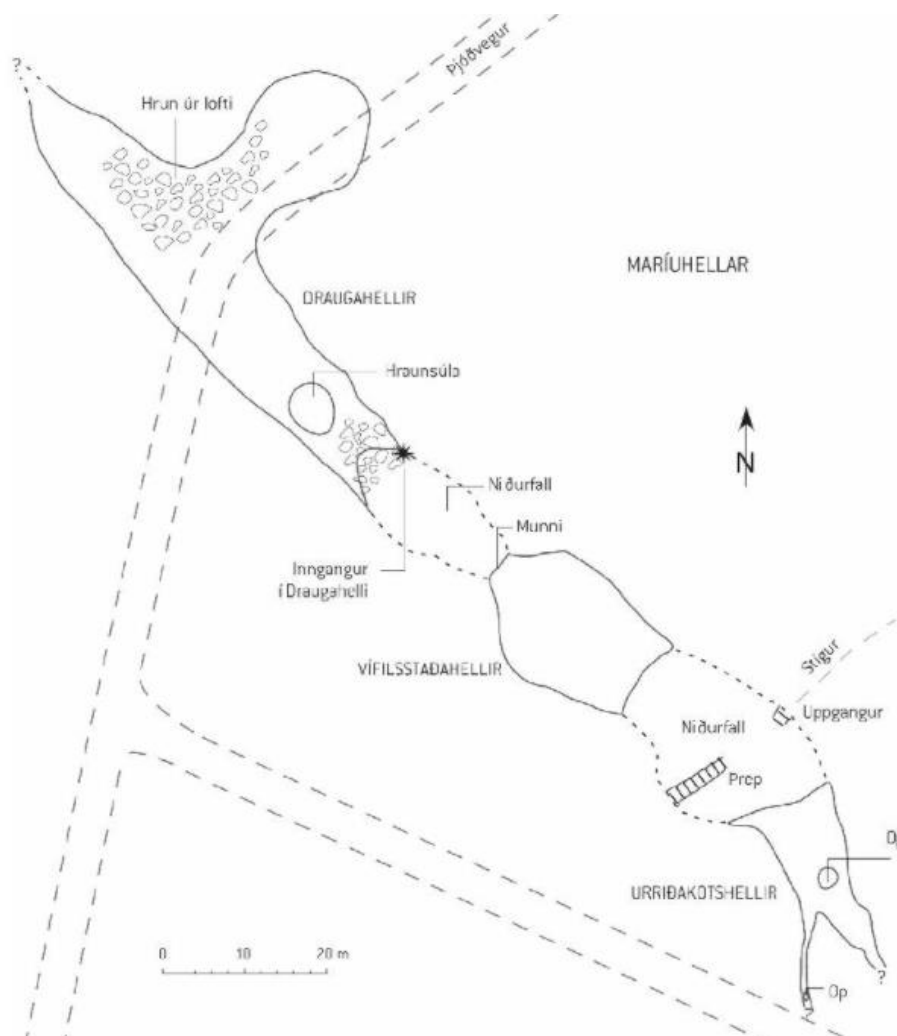 Þjóðvegur
?
Hrun úr lofti
MARÍUHELLAR
DRAUGAHELLIR
Hraunsúla
N
Niðurfall
Munni
Inngangur
í Draugahelli
Stígur
VÍFILSSTAÐAHELLIR
Uppgangur
Niðurfall
Þrep
URRIÐAKOTSHELLIR
0 10 20 m
?
Op